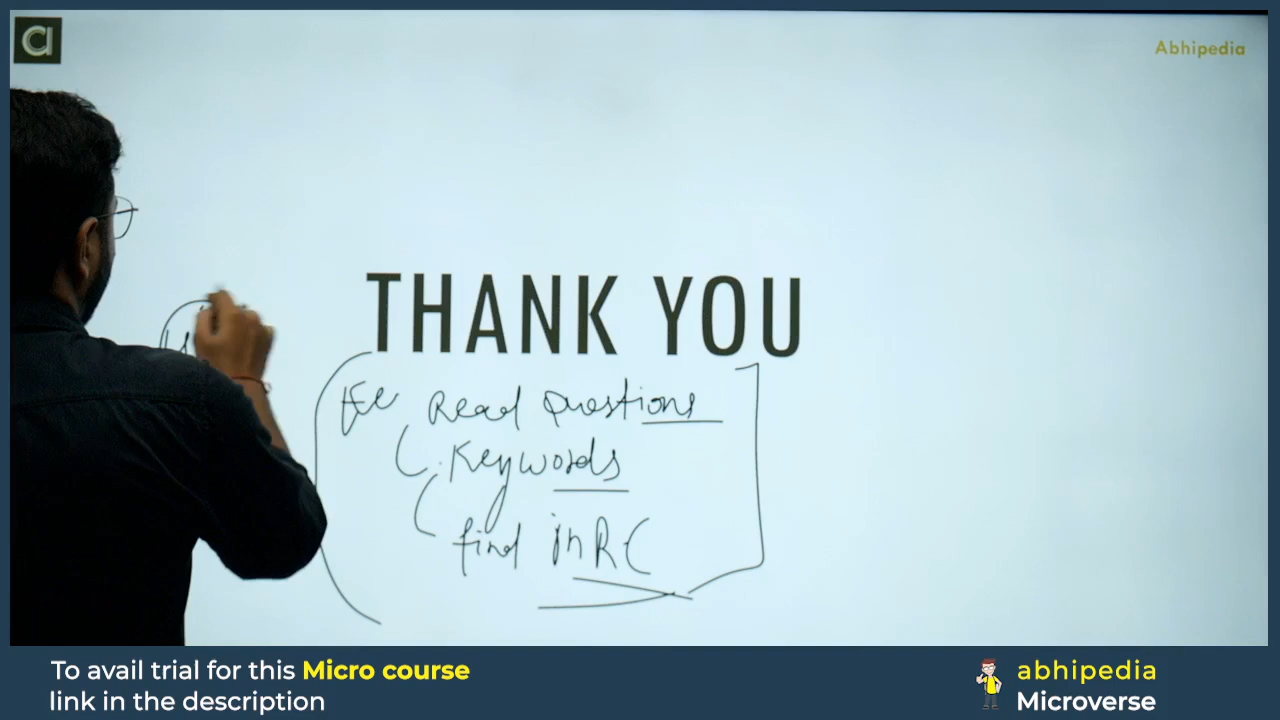 a
Abhipedia
THANK YOU
Read Questions
Keywords
find in RC
To avail trial for this Micro course
link in the description
abhipedia
Microverse